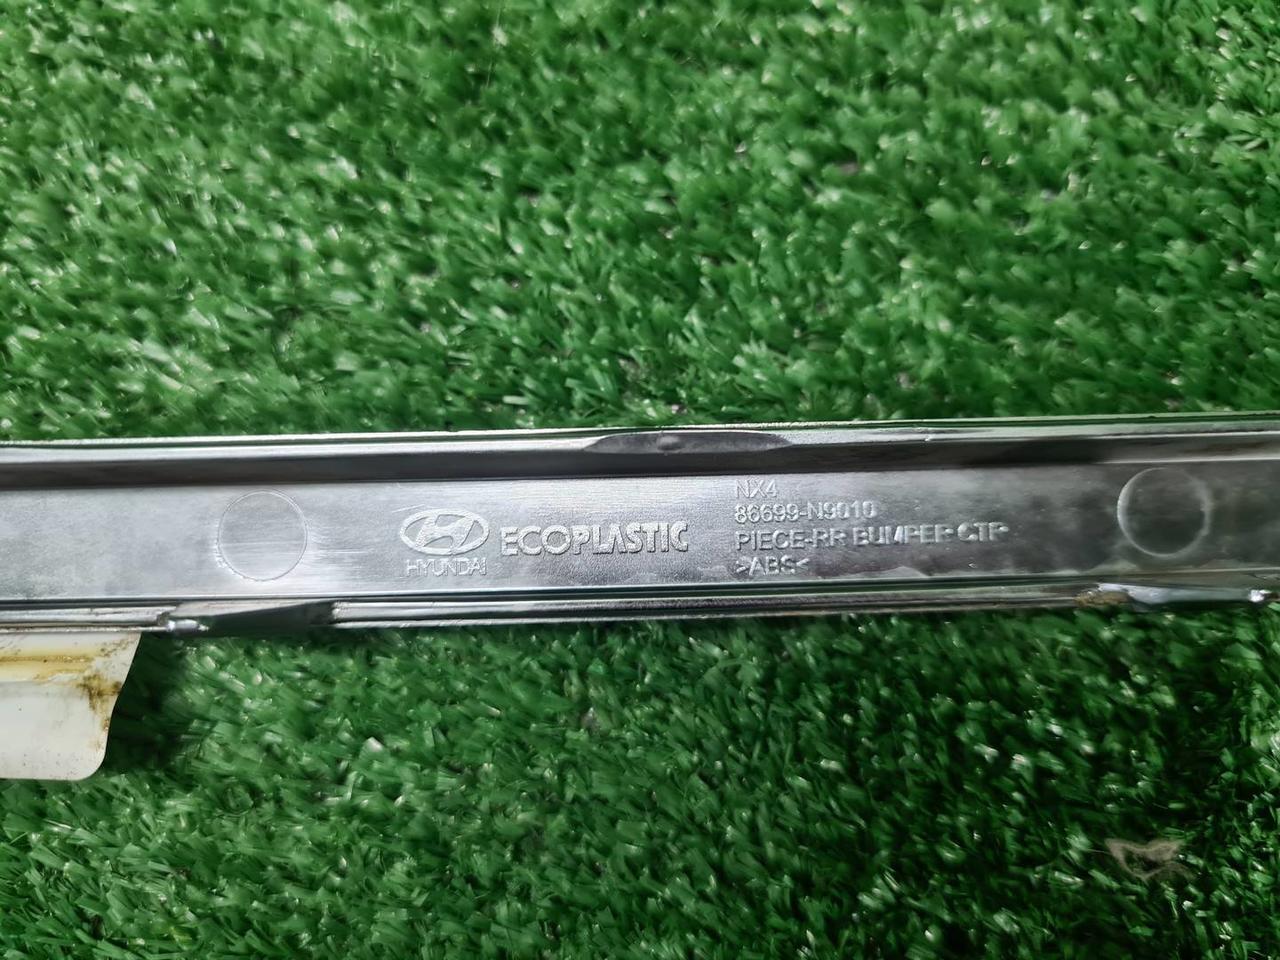 HYUNDAI
ECOPLASTIC
NX4
86699-N9010
PIECE-RR BUMPER CTR
>ABS<